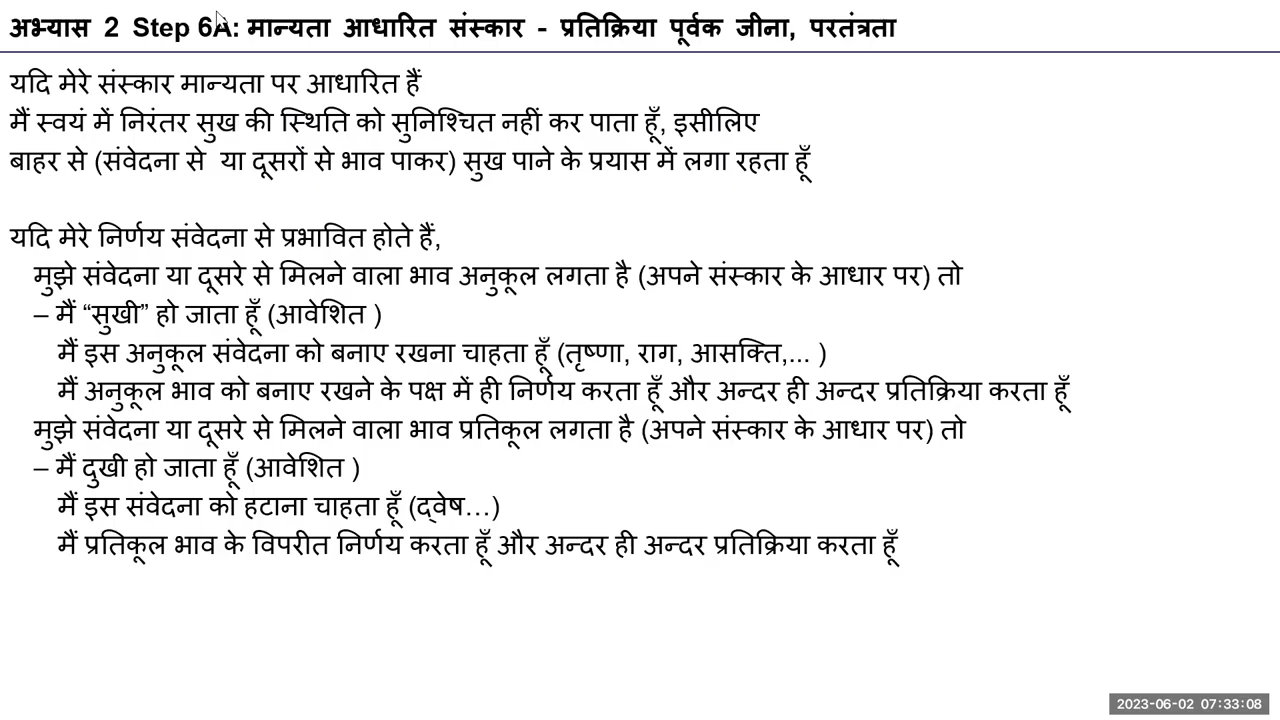 अभ्यास 2 Step 6A: मान्यता आधारित संस्कार - प्रतिक्रिया पूर्वक जीना, परतंत्रता
यदि मेरे संस्कार मान्यता पर आधारित हैं
मैं स्वयं में निरंतर सुख की स्थिति को सुनिश्चित नहीं कर पाता हूँ, इसीलिए
बाहर से (संवेदना से या दूसरों से भाव पाकर) सुख पाने के प्रयास में लगा रहता हूँ
यदि मेरे निर्णय संवेदना से प्रभावित होते हैं,
मुझे संवेदना या दूसरे से मिलने वाला भाव अनुकूल लगता है (अपने संस्कार के आधार पर) तो
– मैं “सुखी” हो जाता हूँ (आवेशित )
मैं इस अनुकूल संवेदना को बनाए रखना चाहता हूँ (तृष्णा, राग, आसक्ति,... )
मैं अनुकूल भाव को बनाए रखने के पक्ष में ही निर्णय करता हूँ और अन्दर ही अन्दर प्रतिक्रिया करता हूँ
मुझे संवेदना या दूसरे से मिलने वाला भाव प्रतिकूल लगता है (अपने संस्कार के आधार पर) तो
– मैं दुखी हो जाता हूँ (आवेशित )
मैं इस संवेदना को हटाना चाहता हूँ (द्वेष…)
मैं प्रतिकूल भाव के विपरीत निर्णय करता हूँ और अन्दर ही अन्दर प्रतिक्रिया करता हूँ
2023-06-02 07:33:08